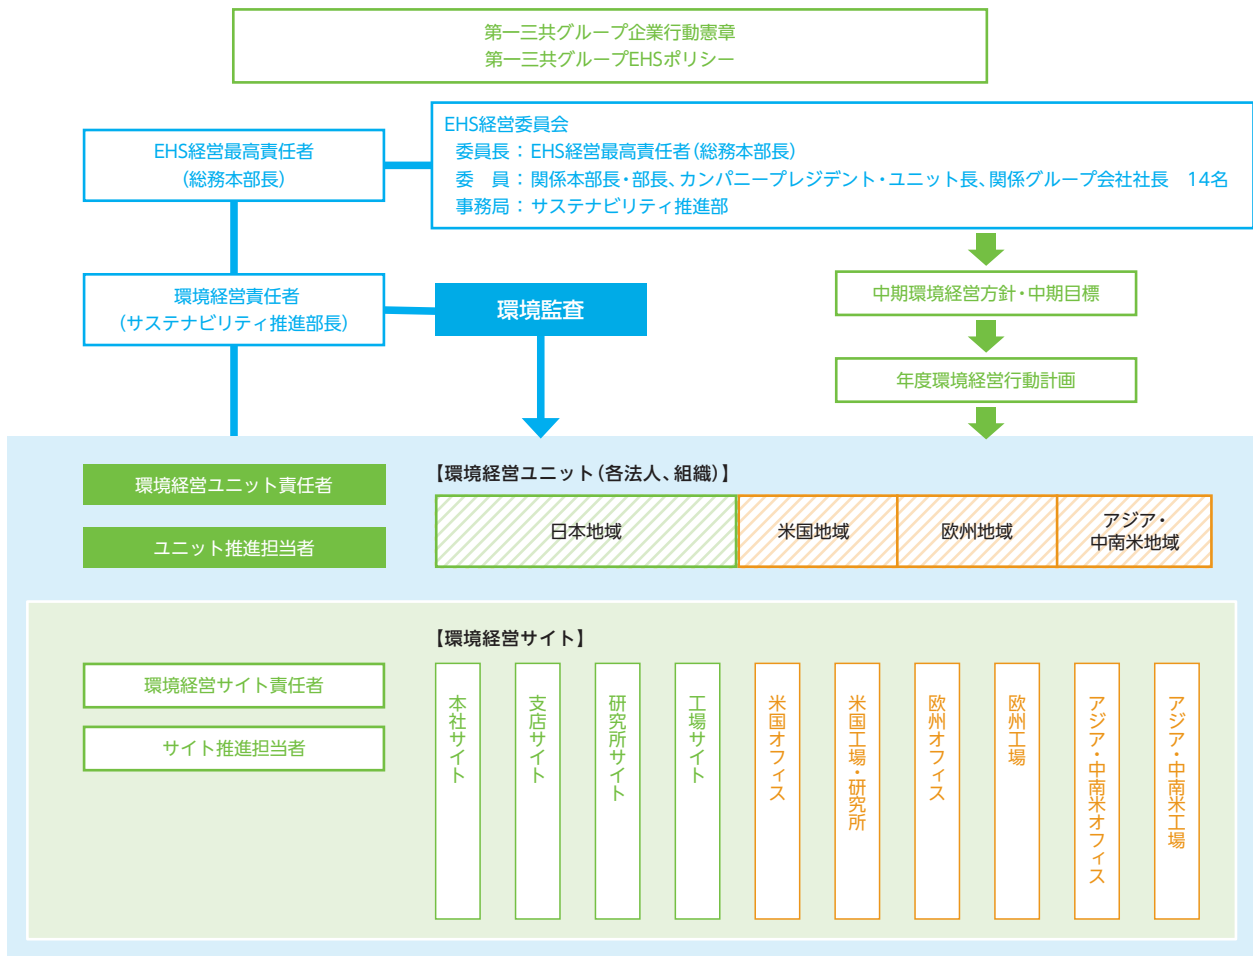 第一三共グループ企業行動憲章
第一三共グループEHSポリシー
EHS経営最高責任者
(総務本部長)
EHS経営委員会
委員長：EHS経営最高責任者(総務本部長)
委　員：関係本部長・部長、カンパニープレジデント・ユニット長、関係グループ会社社長　14名
事務局：サステナビリティ推進部
環境経営責任者
(サステナビリティ推進部長)
環境監査
中期環境経営方針・中期目標
年度環境経営行動計画
環境経営ユニット責任者
ユニット推進担当者
【環境経営ユニット(各法人、組織)】
日本地域
米国地域
欧州地域
アジア・
中南米地域
【環境経営サイト】
環境経営サイト責任者
サイト推進担当者
本社サイト
支店サイト
研究所サイト
工場サイト
米国オフィス
米国工場・研究所
欧州オフィス
欧州工場
アジア・中南米オフィス
アジア・中南米工場